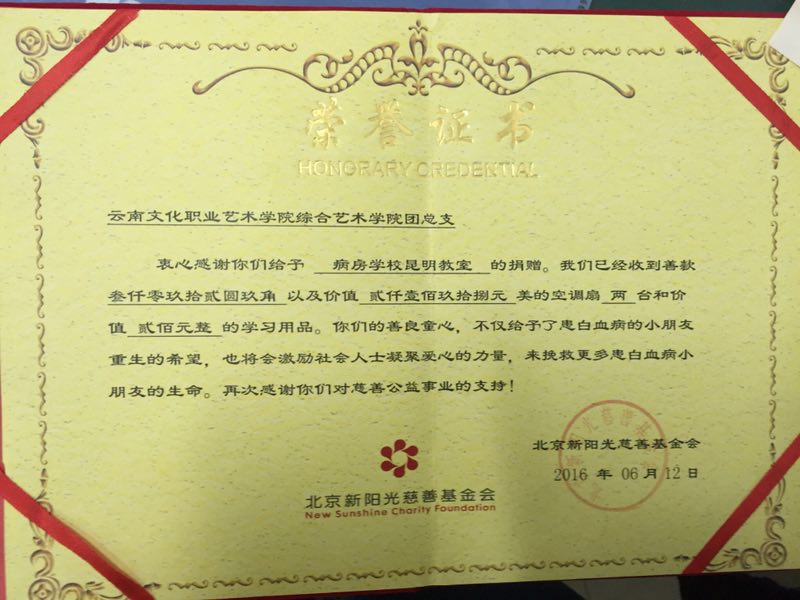 荣誉证书
HONORARY CREDENTIAL
云南文化职业艺术学院综合艺术学院团总支
衷心感谢你们给予 病房学校昆明教室 的捐赠。我们已经收到善款
叁仟零玖拾贰圆玖角 以及价值 贰仟壹佰玖拾捌元 美的空调扇 两 台和价
值 贰佰元整 的学习用品。你们的善良童心，不仅给予了患白血病的小朋友
重生的希望，也将会激励社会人士凝聚爱心的力量，来挽救更多患白血病小
朋友的生命。再次感谢你们对慈善公益事业的支持！
北京新阳光慈善基金会
2016 年 06 月 12 日
北京新阳光慈善基金会
New Sunshine Charity Foundation